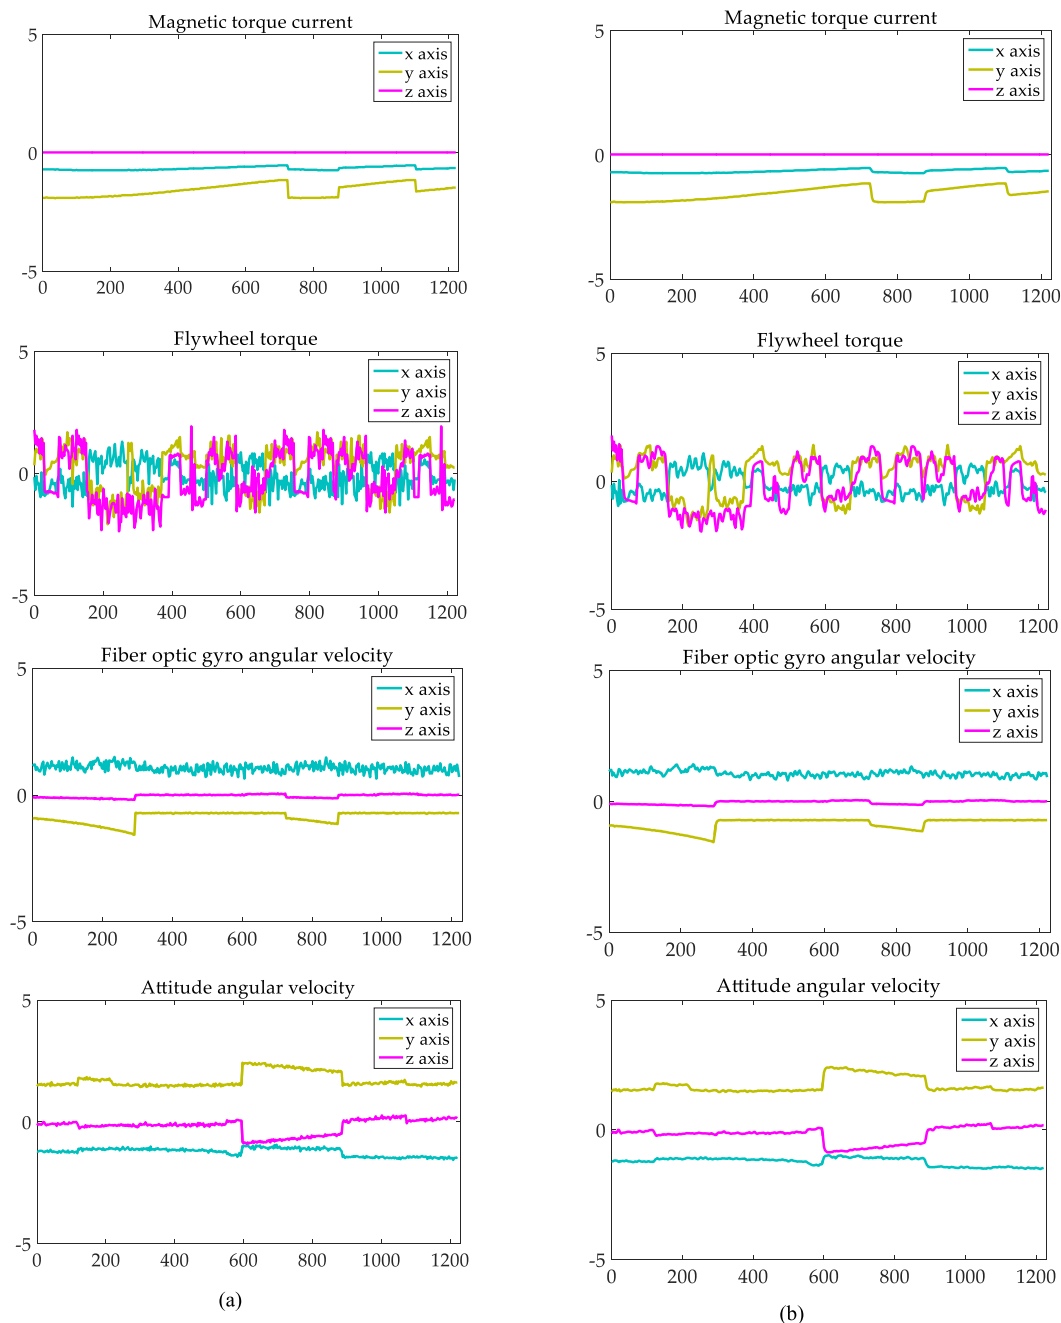 Magnetic torque current
5
x axis
y axis
z axis
0
-5
0 200 400 600 800 1000 1200
Flywheel torque
5
x axis
y axis
z axis
0
-5
0 200 400 600 800 1000 1200
Fiber optic gyro angular velocity
5
x axis
y axis
z axis
0
-5
0 200 400 600 800 1000 1200
Attitude angular velocity
5
x axis
y axis
z axis
0
-5
0 200 400 600 800 1000 1200
(a)
Magnetic torque current
5
x axis
y axis
z axis
0
-5
0 200 400 600 800 1000 1200
Flywheel torque
5
x axis
y axis
z axis
0
-5
0 200 400 600 800 1000 1200
Fiber optic gyro angular velocity
5
x axis
y axis
z axis
0
-5
0 200 400 600 800 1000 1200
Attitude angular velocity
5
x axis
y axis
z axis
0
-5
0 200 400 600 800 1000 1200
(b)